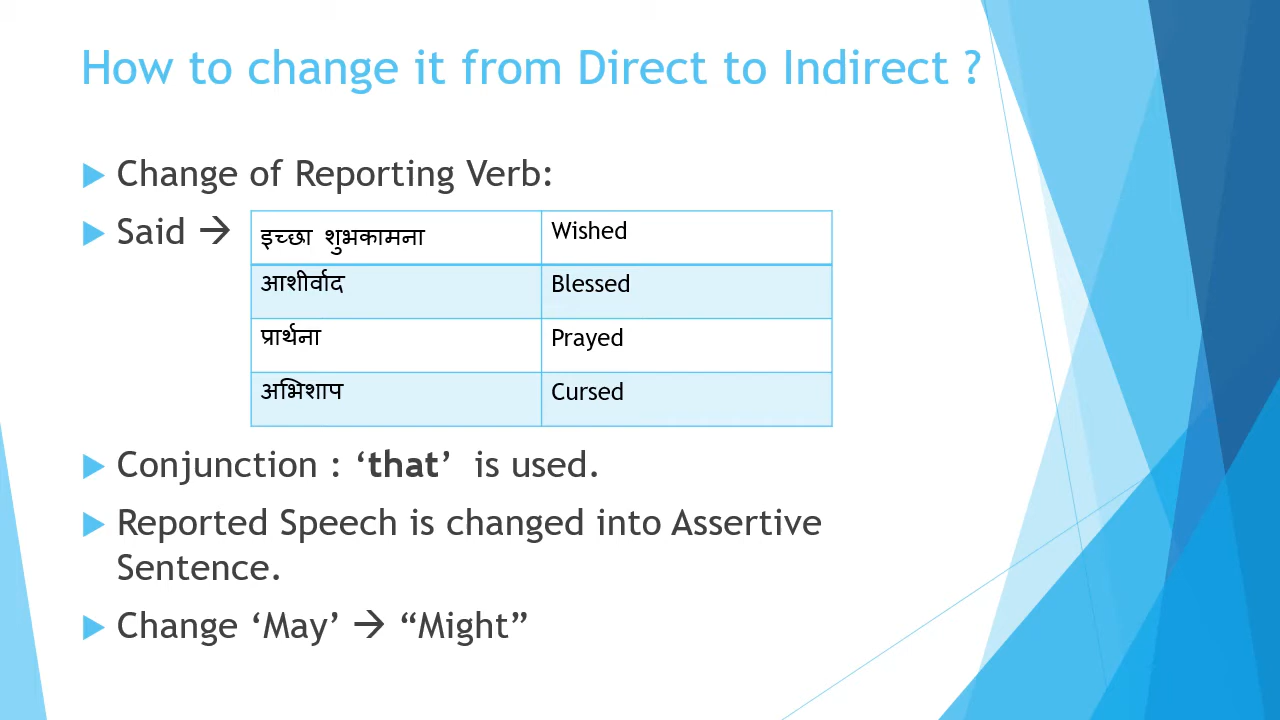 How to change it from Direct to Indirect ?
Change of Reporting Verb:
Said →
इच्छा शुभकामना Wished
आशीर्वाद Blessed
प्रार्थना Prayed
अभिशाप Cursed
Conjunction : ‘that’ is used.
Reported Speech is changed into Assertive
Sentence.
Change ‘May’ → “Might”